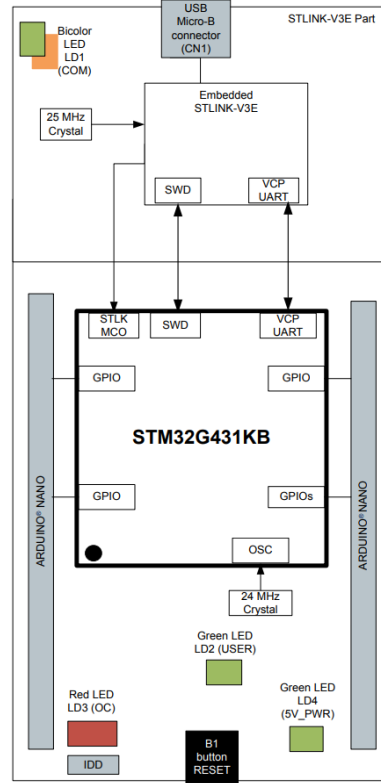 USB
Micro-B
connector
(CN1)
STLINK-V3E Part
Bicolor
LED
LD1
(COM)
Embedded
STLINK-V3E
25 MHz
Crystal
SWD
VCP
UART
STLK
MCO
SWD
VCP
UART
GPIO
GPIO
STM32G431KB
GPIO
GPIOs
ARDUINO® NANO
ARDUINO® NANO
OSC
24 MHz
Crystal
Green LED
LD2 (USER)
Red LED
LD3 (OC)
Green LED
LD4
(5V_PWR)
IDD
B1
button
RESET